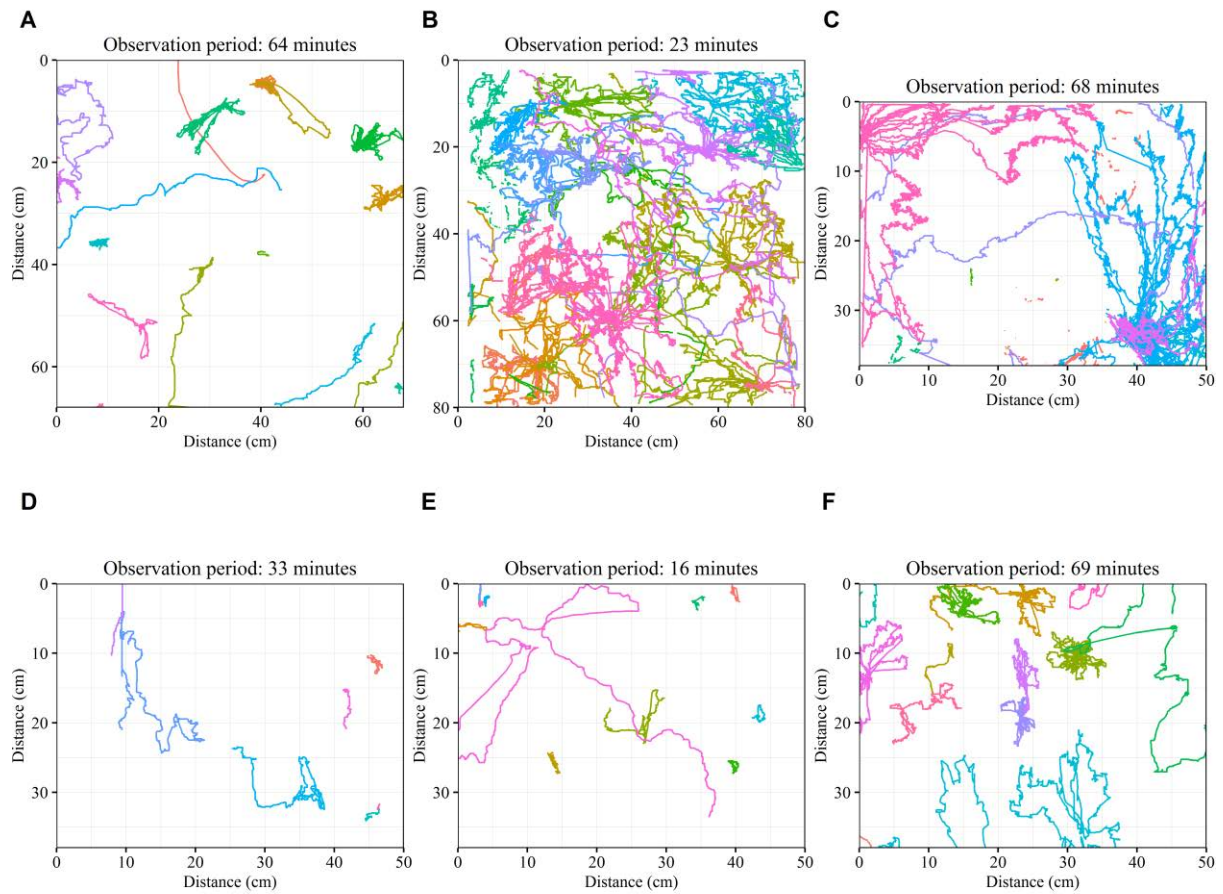 A
B
C
Observation period: 64 minutes
Observation period: 23 minutes
Observation period: 68 minutes
0
20
40
60
Distance (cm)
0
20
40
60
Distance (cm)
0
20
40
60
80
Distance (cm)
0
20
40
60
80
Distance (cm)
0
10
20
30
Distance (cm)
0
10
20
30
40
50
Distance (cm)
D
E
F
Observation period: 33 minutes
Observation period: 16 minutes
Observation period: 69 minutes
0
10
20
30
Distance (cm)
0
10
20
30
40
50
Distance (cm)
0
10
20
30
Distance (cm)
0
10
20
30
40
50
Distance (cm)
0
10
20
30
Distance (cm)
0
10
20
30
40
50
Distance (cm)